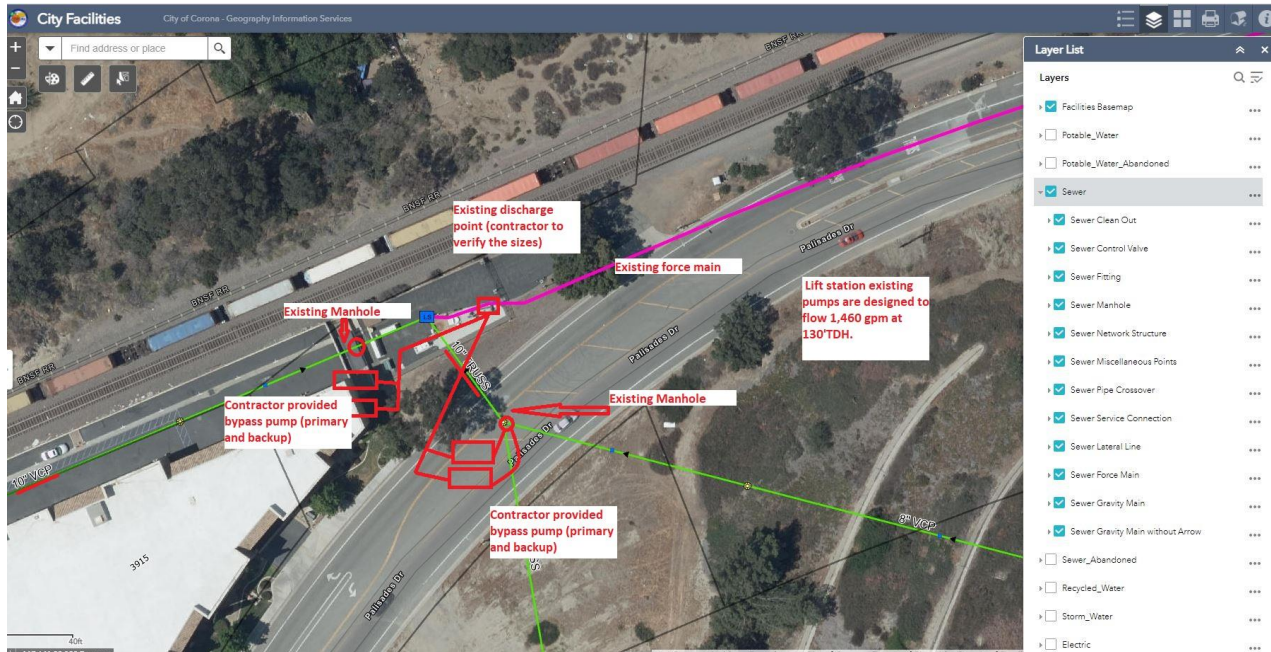 City Facilities
City of Corona - Geography Information Services
Find address or place
BNSF RR
BNSF RR
BNSF RR
BNSF RR
Existing discharge
point (contractor to
verify the sizes)
Existing force main
Palisades Dr
Lift station existing
pumps are designed to
flow 1,460 gpm at
130'TDH.
Existing Manhole
LS
10" TRUSS
Palisades Dr
Existing Manhole
Contractor provided
bypass pump (primary
and backup)
Palisades Dr
10" VCP
8" VCP
Contractor provided
bypass pump (primary
and backup)
3915
Palisades Dr
40ft
Layer List
Layers
Facilities Basemap
Potable_Water
Potable_Water_Abandoned
Sewer
Sewer Clean Out
Sewer Control Valve
Sewer Fitting
Sewer Manhole
Sewer Network Structure
Sewer Miscellaneous Points
Sewer Pipe Crossover
Sewer Service Connection
Sewer Lateral Line
Sewer Force Main
Sewer Gravity Main
Sewer Gravity Main without Arrow
Sewer_Abandoned
Recycled_Water
Storm_Water
Electric